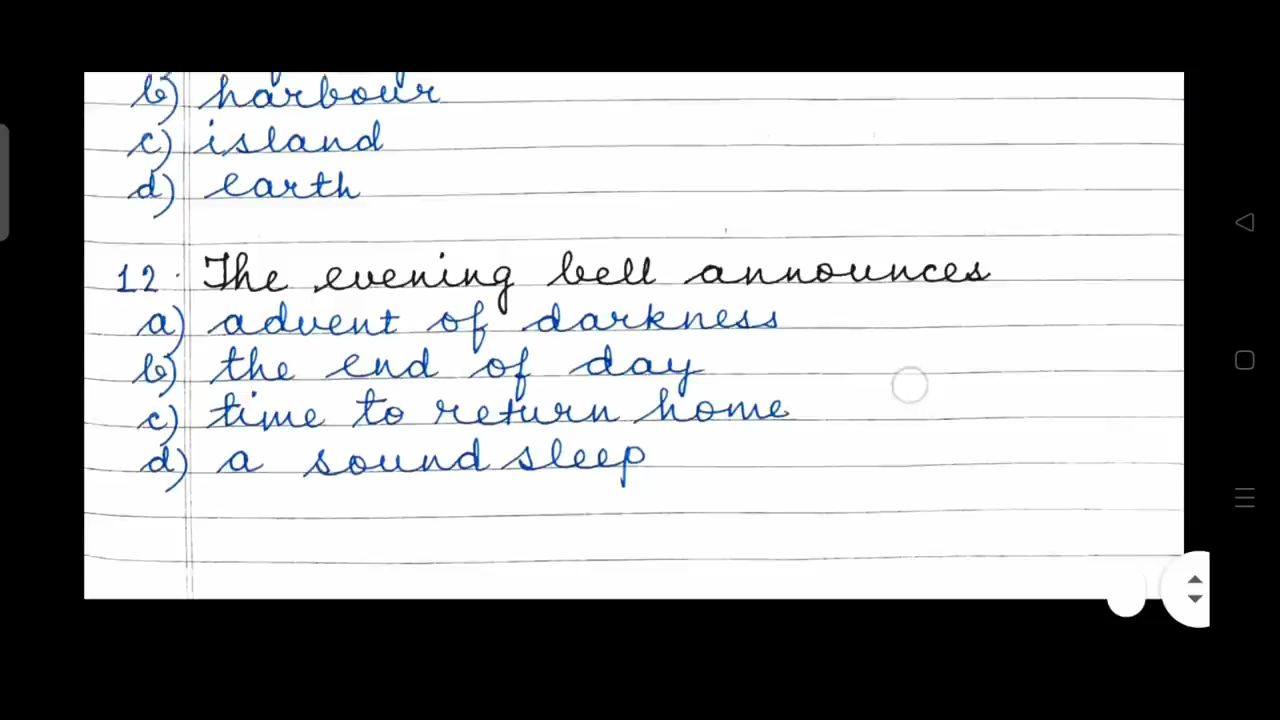 b) harbour
c) island
d) earth
12. The evening bell announces
a) advent of darkness
b) the end of day
c) time to return home
d) a sound sleep